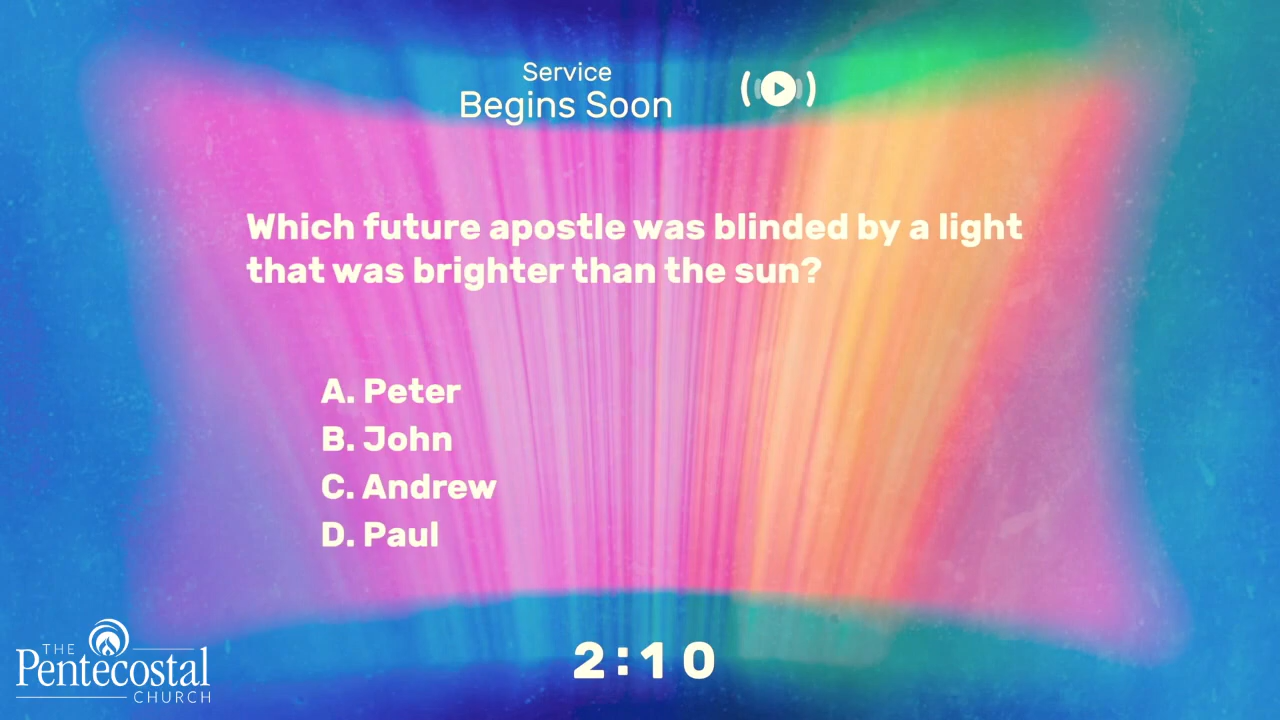 Service
Begins Soon
Which future apostle was blinded by a light
that was brighter than the sun?
A. Peter
B. John
C. Andrew
D. Paul
2:10
THE
Pentecostal
CHURCH